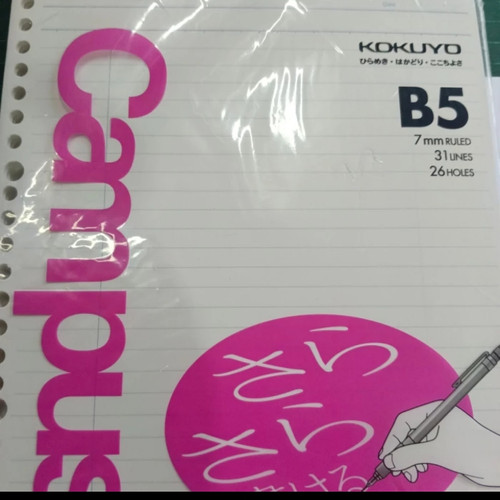 Campus
KOKUYO
ひらめき・はかどり・ここちよさ
B5
7mm RULED
31 LINES
26 HOLES
さら
さら